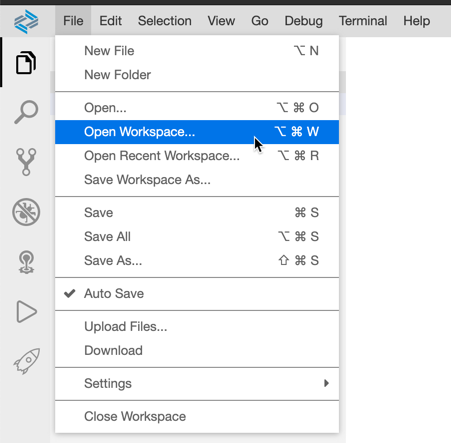 File Edit Selection View Go Debug Terminal Help
New File ⌥ N
New Folder
Open... ⌥ ⌘ O
Open Workspace... ⌥ ⌘ W
Open Recent Workspace... ⌥ ⌘ R
Save Workspace As...
Save ⌘ S
Save All ⌥ ⌘ S
Save As... ⇧ ⌘ S
✔ Auto Save
Upload Files...
Download
Settings
Close Workspace